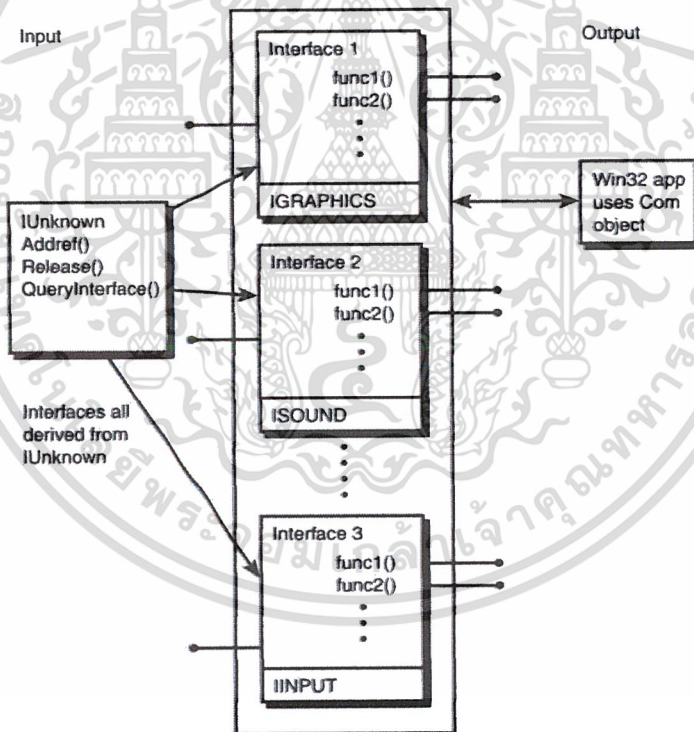 Input
Output
Interface 1
func1()
func2()
IGRAPHICS
IUnknown
Addref()
Release()
QueryInterface()
Win32 app
uses Com
object
Interface 2
func1()
func2()
ISOUND
Interfaces all
derived from
IUnknown
Interface 3
func1()
func2()
IINPUT